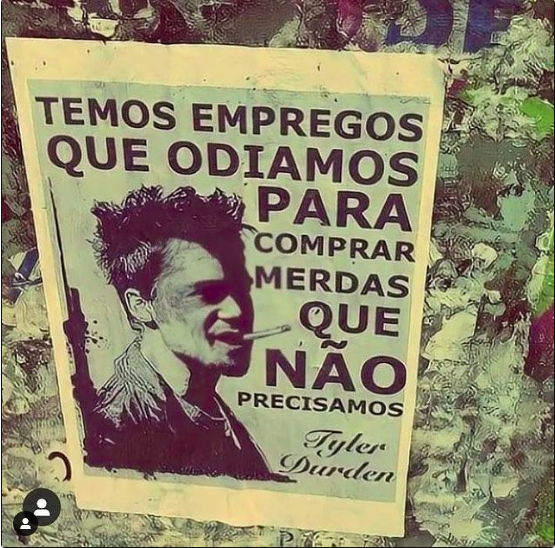 TEMOS EMPREGOS
QUE ODIAMOS
PARA
COMPRAR
MERDAS
QUE
NÃO
PRECISAMOS
Tyler
Durden